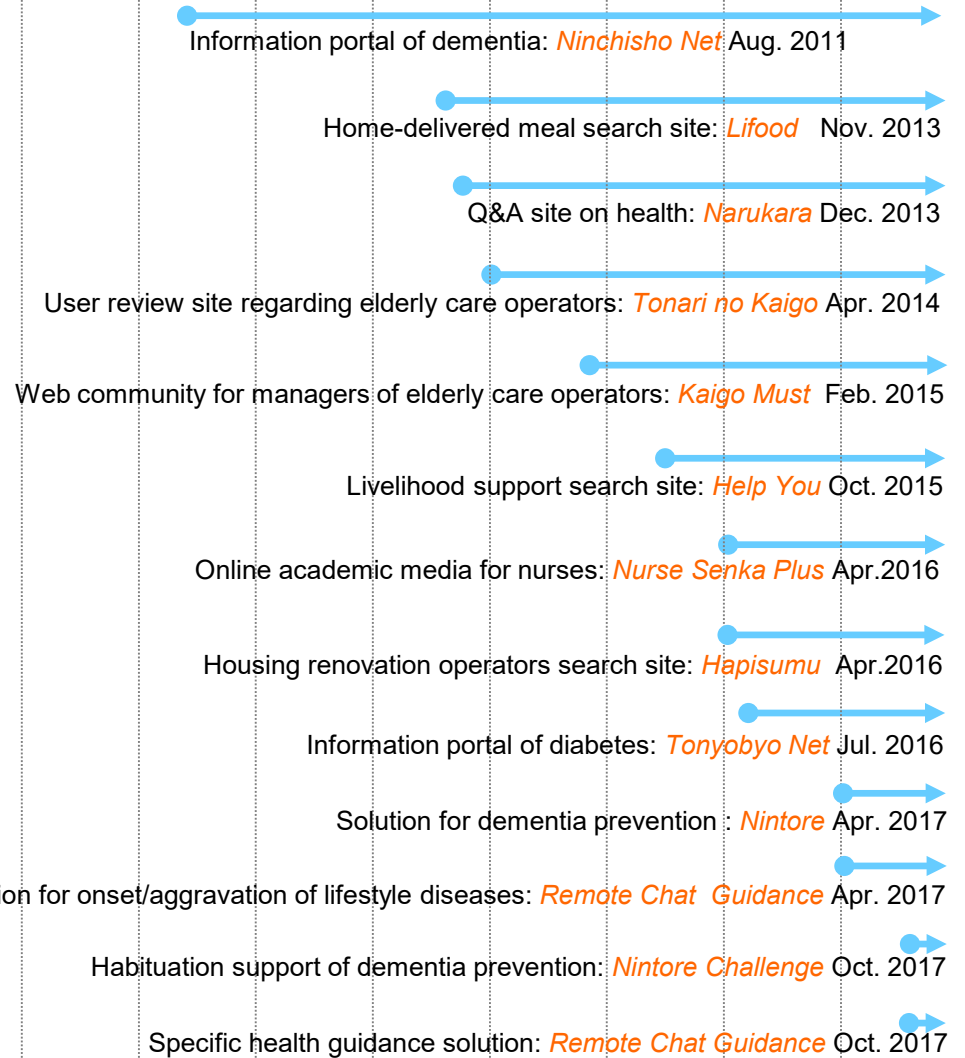 Information portal of dementia: Ninchisho Net Aug. 2011
Home-delivered meal search site: Lifood Nov. 2013
Q&A site on health: Narukara Dec. 2013
User review site regarding elderly care operators: Tonari no Kaigo Apr. 2014
Web community for managers of elderly care operators: Kaigo Must Feb. 2015
Livelihood support search site: Help You Oct. 2015
Online academic media for nurses: Nurse Senka Plus Apr.2016
Housing renovation operators search site: Hapisumu Apr.2016
Information portal of diabetes: Tonyobyo Net Jul. 2016
Solution for dementia prevention : Nintore Apr. 2017
for onset/aggravation of lifestyle diseases: Remote Chat Guidance Apr. 2017
Habituation support of dementia prevention: Nintore Challenge Oct. 2017
Specific health guidance solution: Remote Chat Guidance Oct. 2017